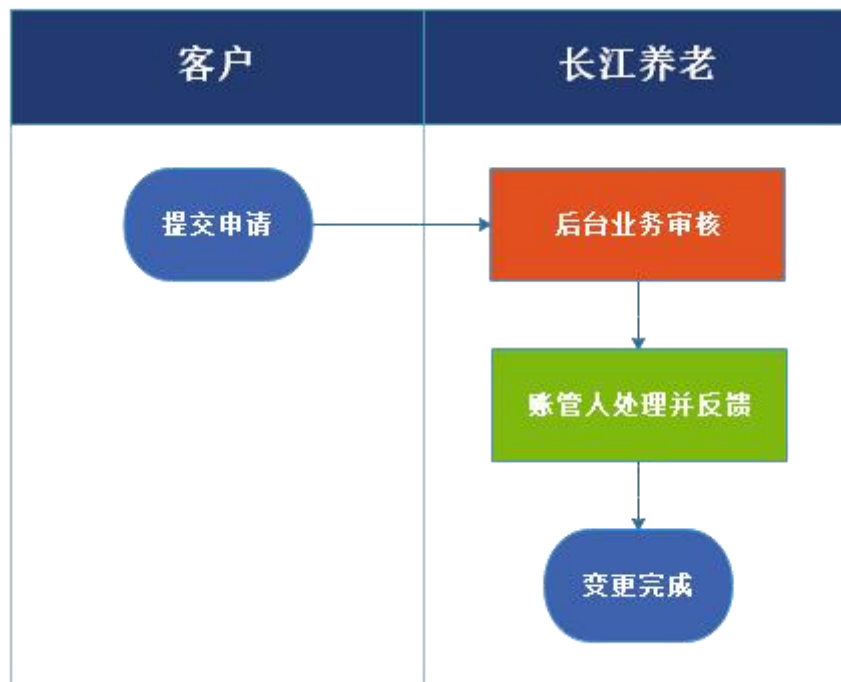 客户
长江养老
提交申请
后台业务审核
账管人处理并反馈
变更完成